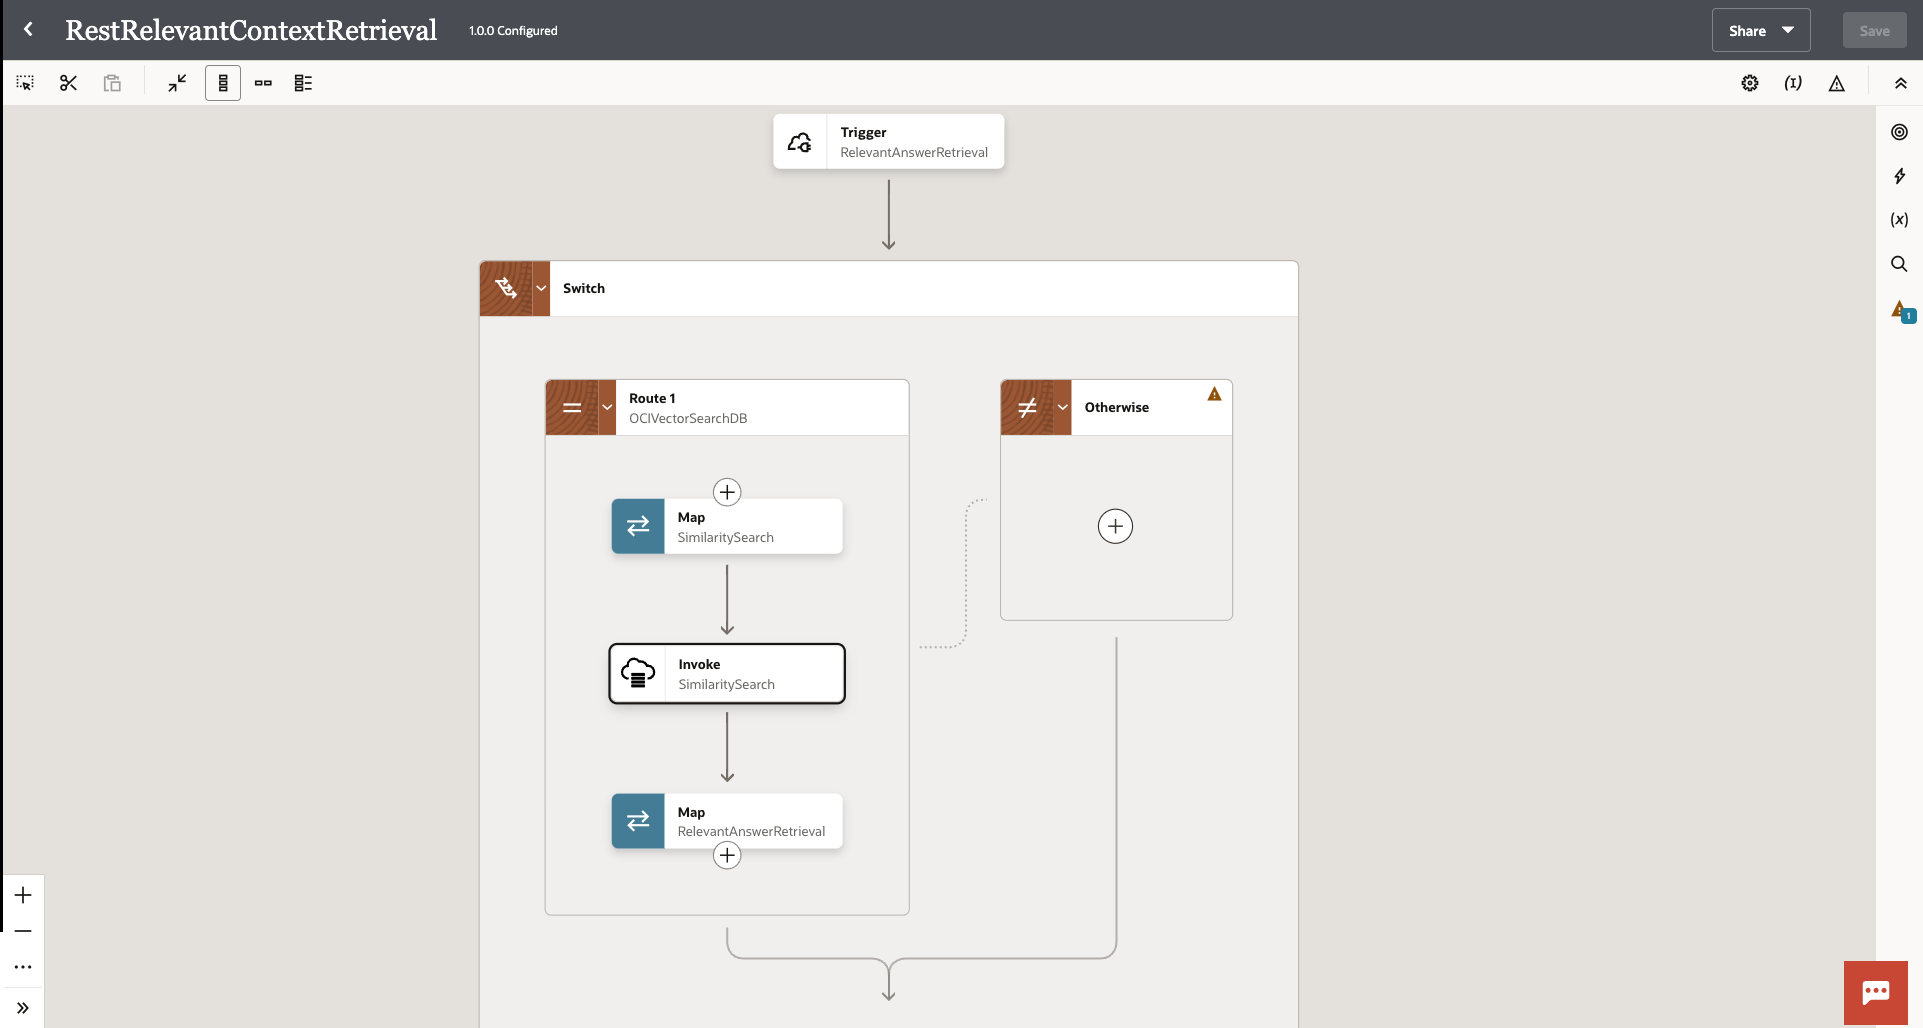 RestRelevantContextRetrieval
1.0.0 Configured
Share
Save
(I)
Trigger
RelevantAnswerRetrieval
(x)
1
Switch
Route 1
OCIVectorSearchDB
Otherwise
Map
SimilaritySearch
Invoke
SimilaritySearch
Map
RelevantAnswerRetrieval